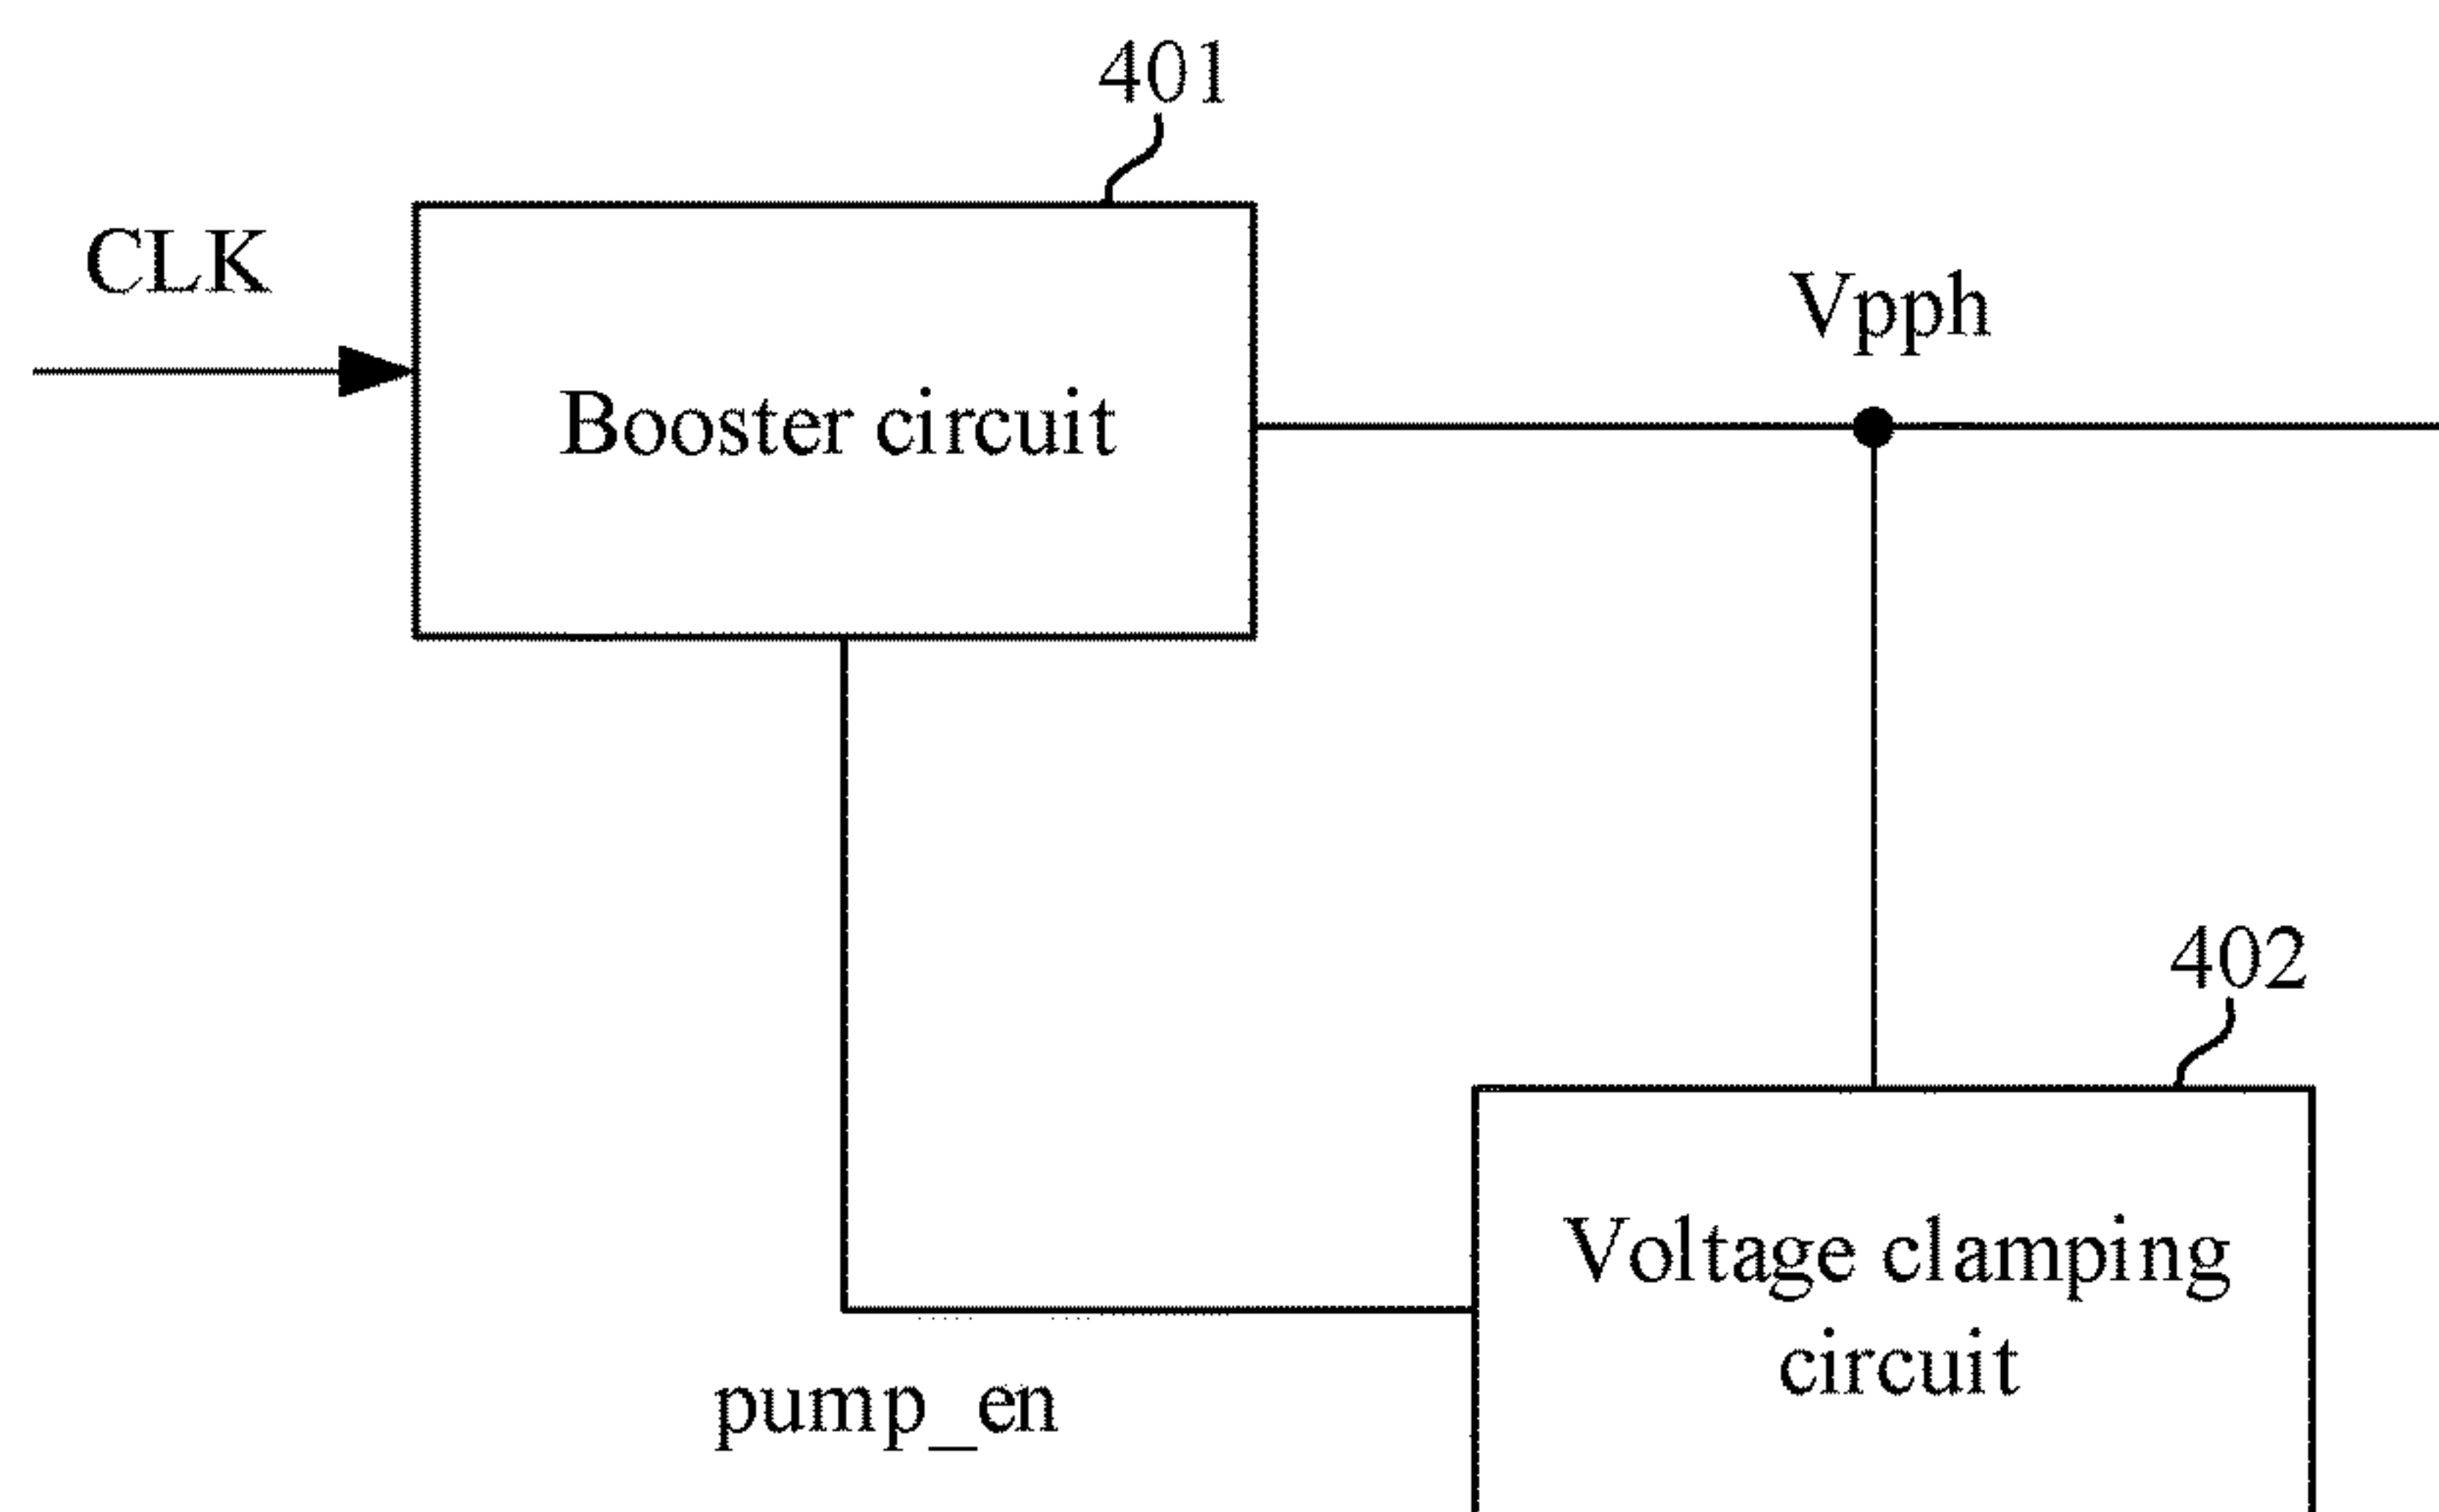 401
CLK
Vpph
Booster circuit
402
Voltage clamping
circuit
pump_en